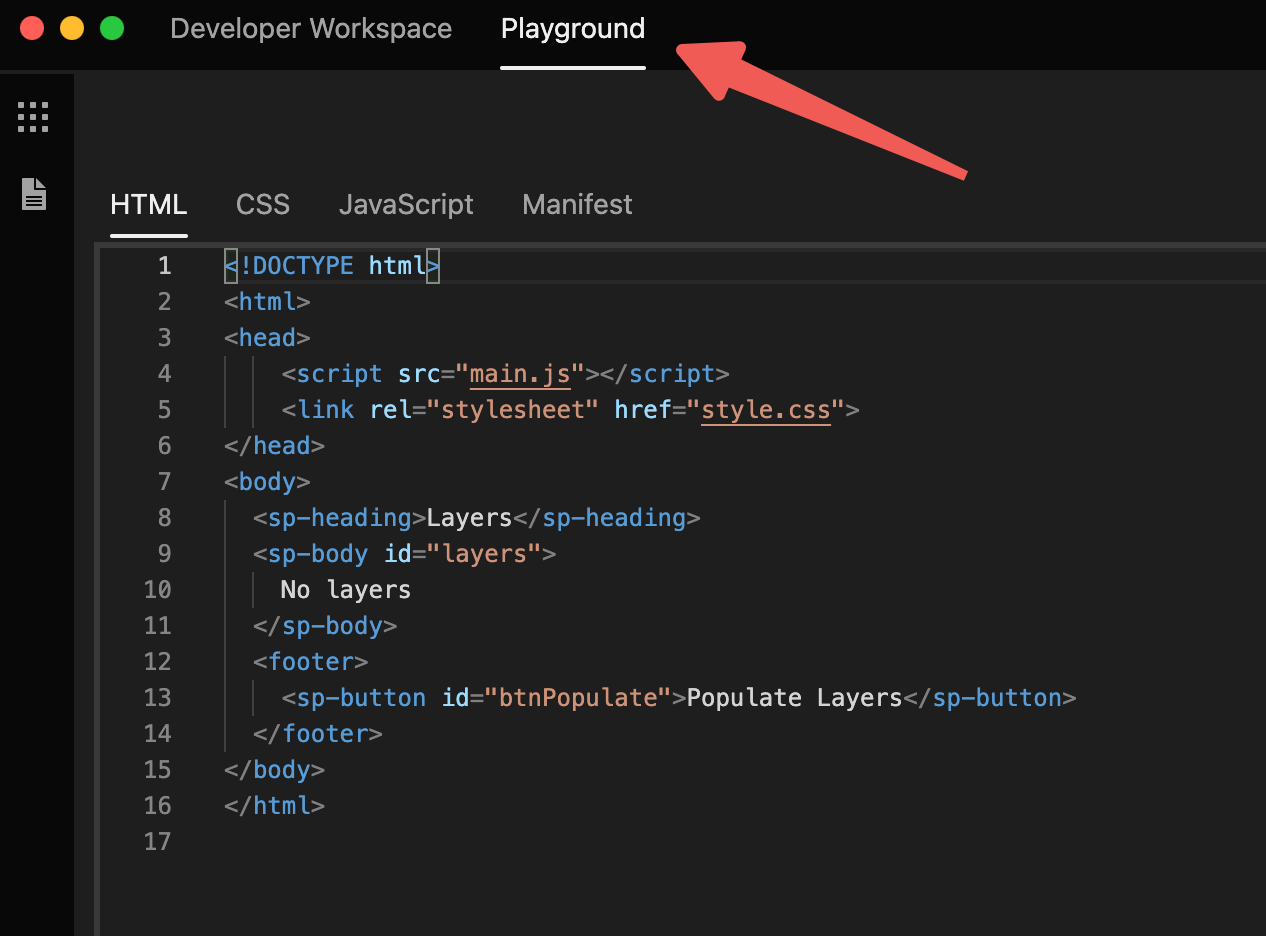 Developer Workspace Playground
HTML CSS JavaScript Manifest
1 <!DOCTYPE html>
2 <html>
3 <head>
4     <script src="main.js"></script>
5     <link rel="stylesheet" href="style.css">
6 </head>
7 <body>
8   <sp-heading>Layers</sp-heading>
9   <sp-body id="layers">
10     No layers
11   </sp-body>
12   <footer>
13     <sp-button id="btnPopulate">Populate Layers</sp-button>
14   </footer>
15 </body>
16 </html>
17